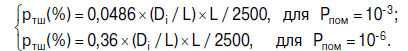 pтш(%) = 0,0486 × (Di / L) × L / 2500, для Pпом = 10⁻³;
pтш(%) = 0,36 × (Di / L) × L / 2500, для Pпом = 10⁻⁶.